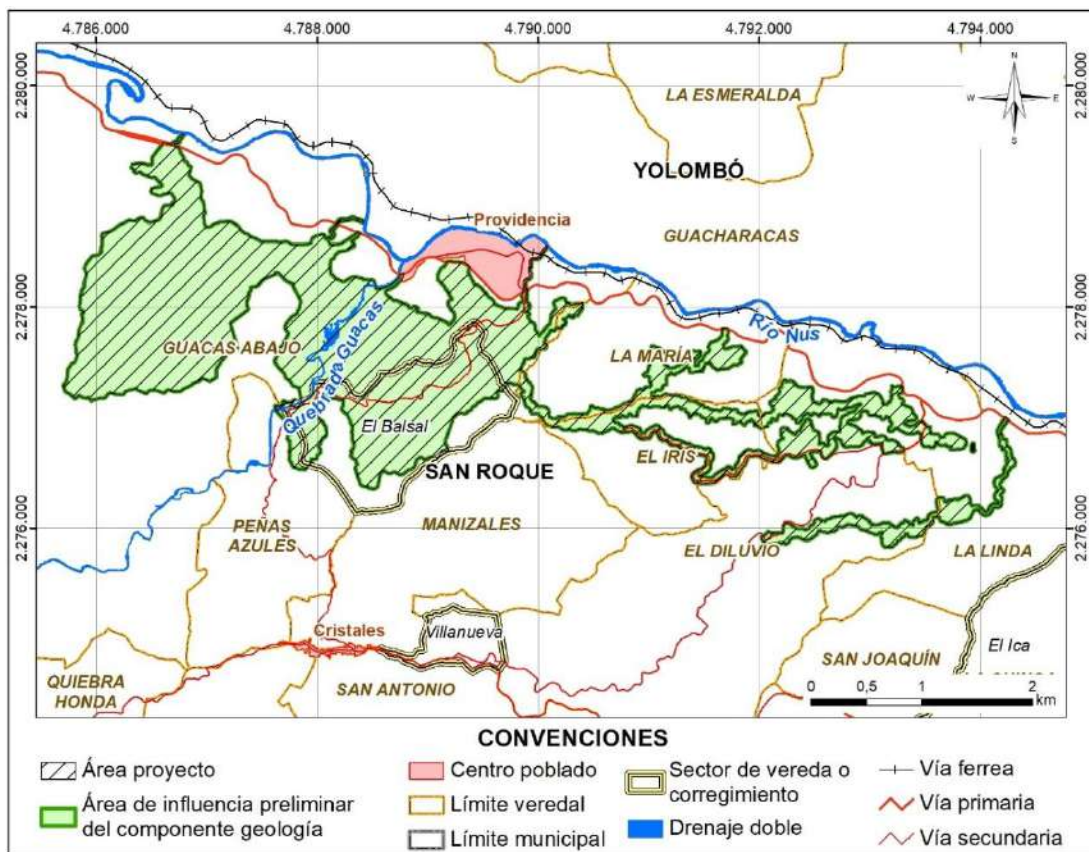 4.786.000
4.788.000
4.790.000
4.792.000
4.794.000
2.280.000
2.280.000
N
W
E
S
LA ESMERALDA
YOLOMBÓ
Providencia
GUACHARACAS
2.278.000
2.278.000
Río Nus
Quebrada Guacas
GUACAS ABAJO
LA MARÍA
El Balsal
EL IRIS
SAN ROQUE
PEÑAS
AZULES
MANIZALES
2.276.000
2.276.000
EL DILUVIO
LA LINDA
Cristales
Villanueva
El Ica
SAN JOAQUÍN
QUIEBRA
HONDA
SAN ANTONIO
0
0,5
1
2
km
CONVENCIONES
Área proyecto
Área de influencia preliminar
del componente geología
Centro poblado
Límite veredal
Límite municipal
Sector de vereda o
corregimiento
Drenaje doble
Vía ferrea
Vía primaria
Vía secundaria